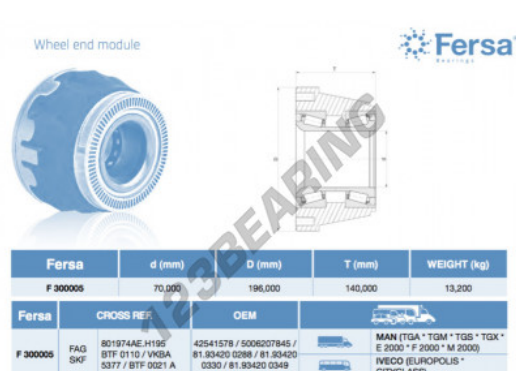 Wheel end module
Fersa
Bearings
T
123BEARING
Fersa d (mm) D (mm) T (mm) WEIGHT (kg)
F 300005 70,000 196,000 140,000 13,200
Fersa CROSS REF OEM
F 300005
FAG
SKF
801974AE.H195
BTF 0110 / VKBA
5377 / BTF 0021 A
42541578 / 5006207845 /
81.93420 0288 / 81.93420
0330 / 81.93420 0349
MAN (TGA * TGM * TGS * TGX *
E 2000 * F 2000 * M 2000)
IVECO (EUROPOLIS *
CITYCLASS)